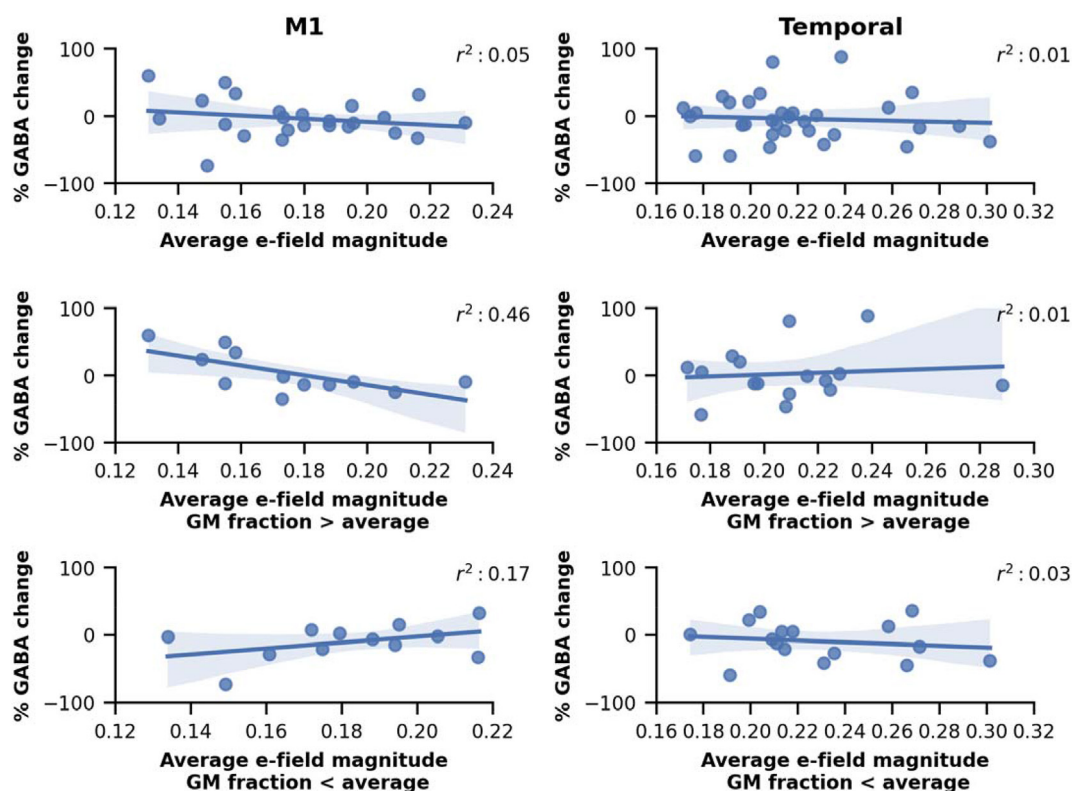 M1
Temporal
r²: 0.05
r²: 0.01
% GABA change
100
0
−100
0.12 0.14 0.16 0.18 0.20 0.22 0.24
Average e-field magnitude
% GABA change
100
0
−100
0.16 0.18 0.20 0.22 0.24 0.26 0.28 0.30 0.32
Average e-field magnitude
r²: 0.46
r²: 0.01
% GABA change
100
0
−100
0.12 0.14 0.16 0.18 0.20 0.22 0.24
Average e-field magnitude
GM fraction > average
% GABA change
100
0
−100
0.16 0.18 0.20 0.22 0.24 0.26 0.28 0.30
Average e-field magnitude
GM fraction > average
r²: 0.17
r²: 0.03
% GABA change
100
0
−100
0.12 0.14 0.16 0.18 0.20 0.22
Average e-field magnitude
GM fraction < average
% GABA change
100
0
−100
0.16 0.18 0.20 0.22 0.24 0.26 0.28 0.30 0.32
Average e-field magnitude
GM fraction < average